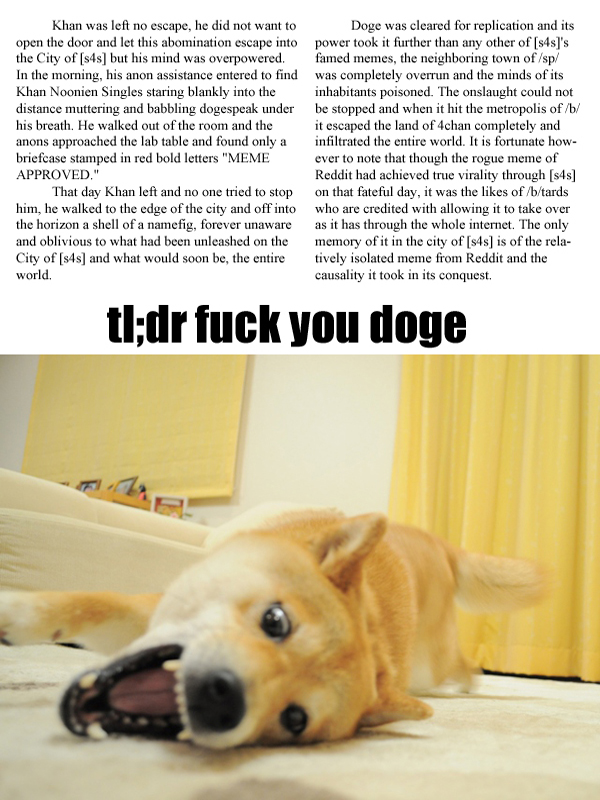 Khan was left no escape, he did not want to
open the door and let this abomination escape into
the City of [s4s] but his mind was overpowered.
In the morning, his anon assistance entered to find
Khan Noonien Singles staring blankly into the
distance muttering and babbling dogespeak under
his breath. He walked out of the room and the
anons approached the lab table and found only a
briefcase stamped in red bold letters "MEME
APPROVED."
That day Khan left and no one tried to stop
him, he walked to the edge of the city and off into
the horizon a shell of a namefig, forever unaware
and oblivious to what had been unleashed on the
City of [s4s] and what would soon be, the entire
world.
Doge was cleared for replication and its
power took it further than any other of [s4s]'s
famed memes, the neighboring town of /sp/
was completely overrun and the minds of its
inhabitants poisoned. The onslaught could not
be stopped and when it hit the metropolis of /b/
it escaped the land of 4chan completely and
infiltrated the entire world. It is fortunate how-
ever to note that though the rogue meme of
Reddit had achieved true virality through [s4s]
on that fateful day, it was the likes of /b/tards
who are credited with allowing it to take over
as it has through the whole internet. The only
memory of it in the city of [s4s] is of the rela-
tively isolated meme from Reddit and the
causality it took in its conquest.
tl;dr fuck you doge